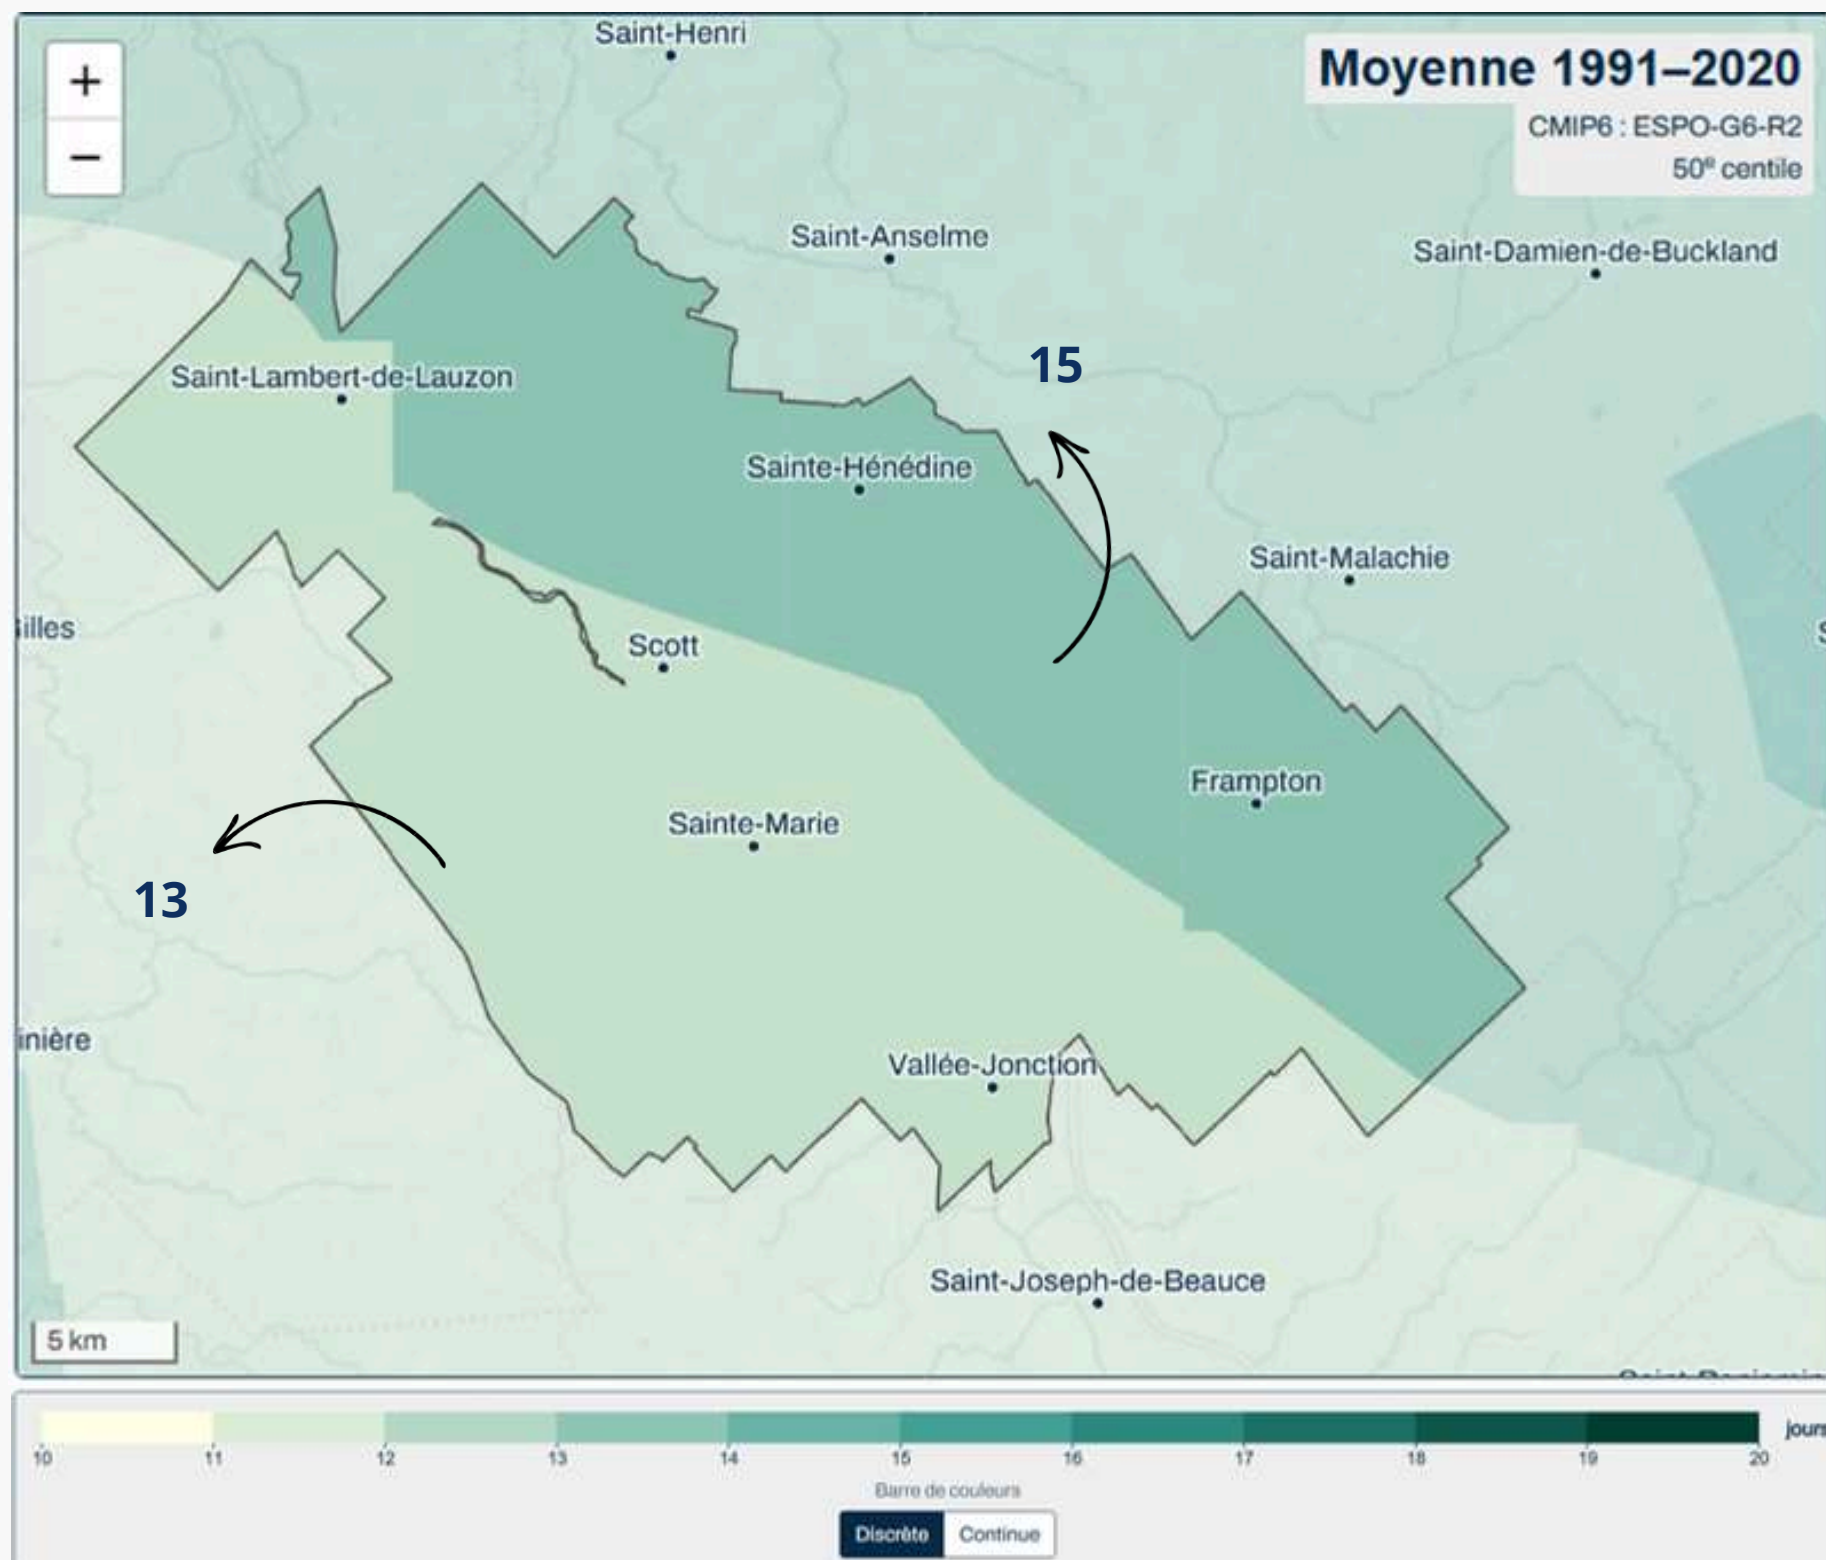 Saint-Henri
+
Moyenne 1991–2020
CMIP6 : ESPO-G6-R2
−
50e centile
Saint-Anselme
Saint-Damien-de-Buckland
15
Saint-Lambert-de-Lauzon
Sainte-Hénédine
Saint-Malachie
illes
S
Scott
Frampton
Sainte-Marie
13
inière
Vallée-Jonction
Saint-Joseph-de-Beauce
5 km
jours
10 11 12 13 14 15 16 17 18 19 20
Barre de couleurs
Discrète Continue